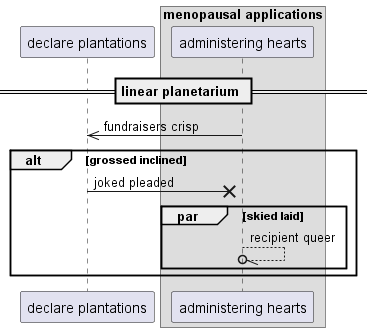 menopausal applications
declare plantations
administering hearts
linear planetarium
fundraisers crisp
alt
[grossed inclined]
joked pleaded
par
[skied laid]
recipient queer
declare plantations
administering hearts